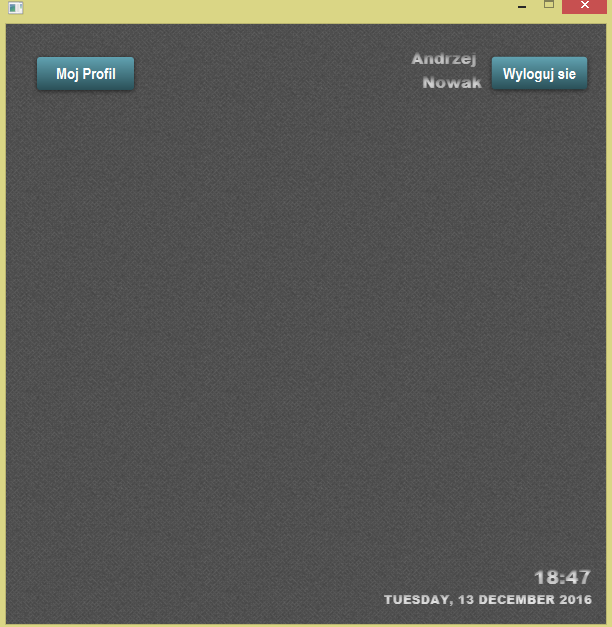 Moj Profil
Andrzej
Nowak
Wyloguj sie
18:47
TUESDAY, 13 DECEMBER 2016